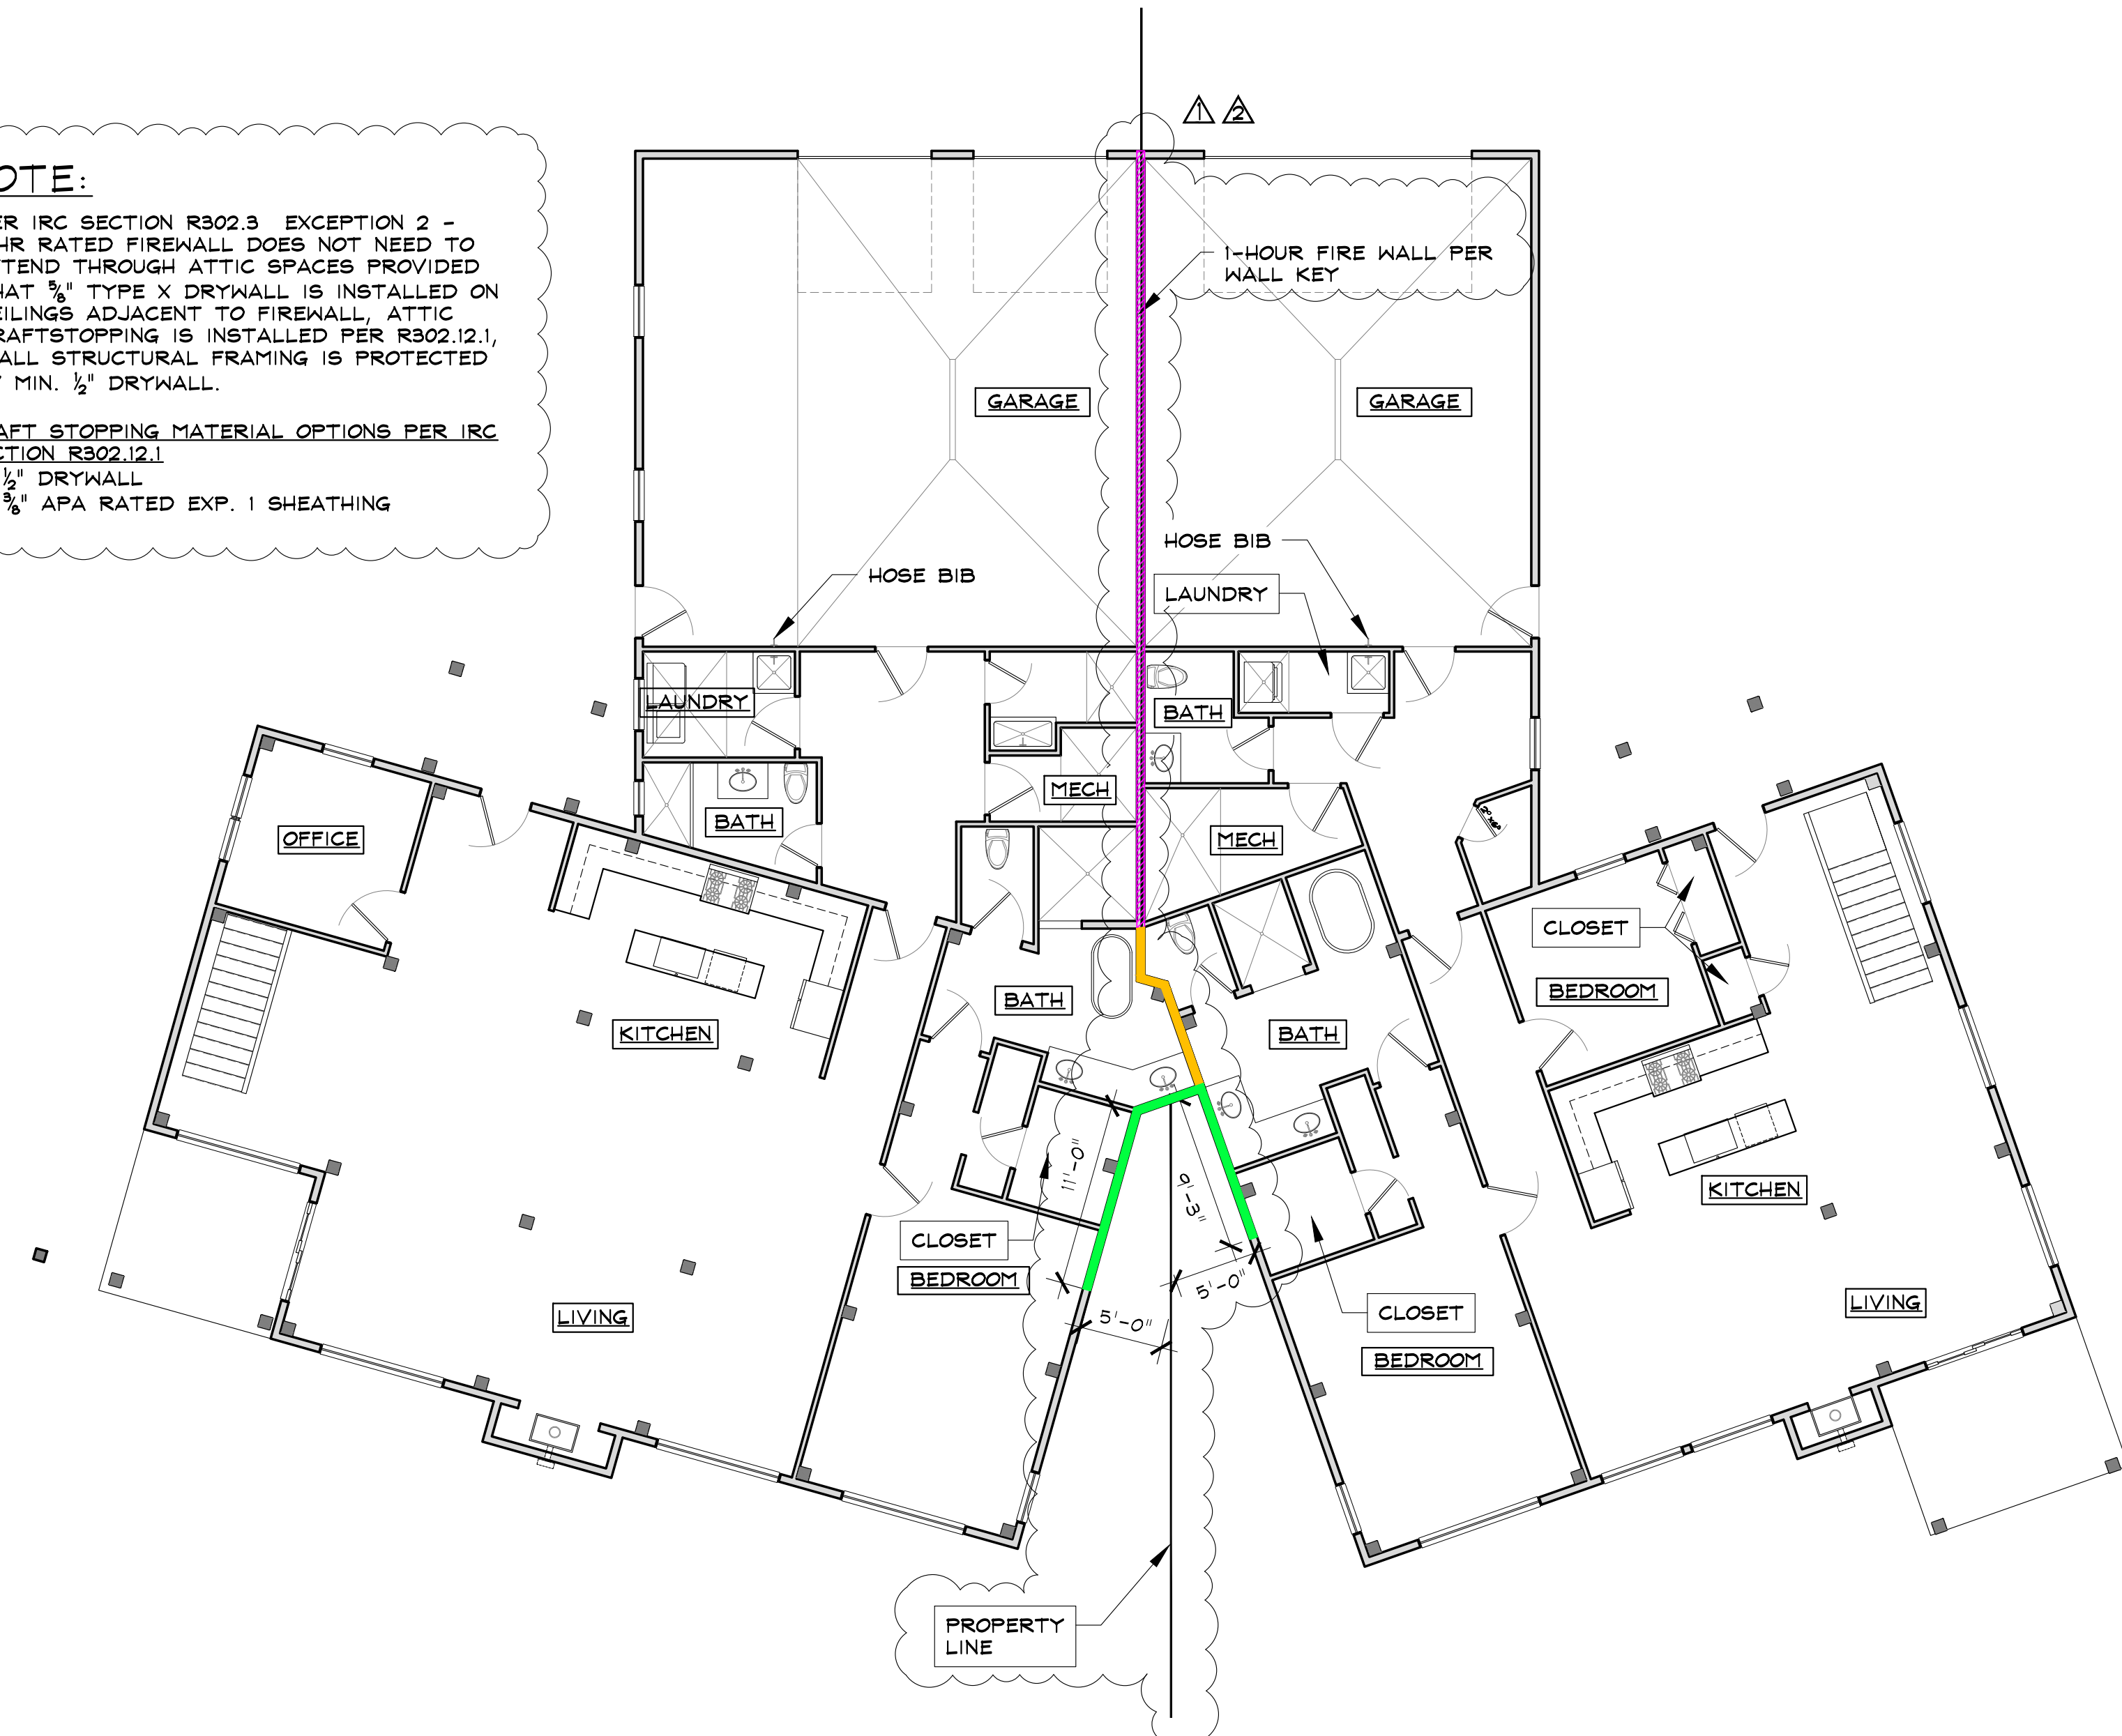 OTE:
ER IRC SECTION R302.3 EXCEPTION 2 -
HR RATED FIREWALL DOES NOT NEED TO
TEND THROUGH ATTIC SPACES PROVIDED
HAT ⅝" TYPE X DRYWALL IS INSTALLED ON
EILINGS ADJACENT TO FIREWALL, ATTIC
RAFTSTOPPING IS INSTALLED PER R302.12.1,
ALL STRUCTURAL FRAMING IS PROTECTED
Y MIN. ½" DRYWALL.
AFT STOPPING MATERIAL OPTIONS PER IRC
CTION R302.12.1
½" DRYWALL
⅜" APA RATED EXP. 1 SHEATHING
1 2
1-HOUR FIRE WALL PER
WALL KEY
GARAGE
GARAGE
HOSE BIB
HOSE BIB
LAUNDRY
LAUNDRY
BATH
MECH
BATH
MECH
OFFICE
CLOSET
BEDROOM
BATH
KITCHEN
BATH
11'-0"
9'-3"
KITCHEN
CLOSET
BEDROOM
5'-0"
5'-0"
LIVING
CLOSET
BEDROOM
LIVING
PROPERTY
LINE